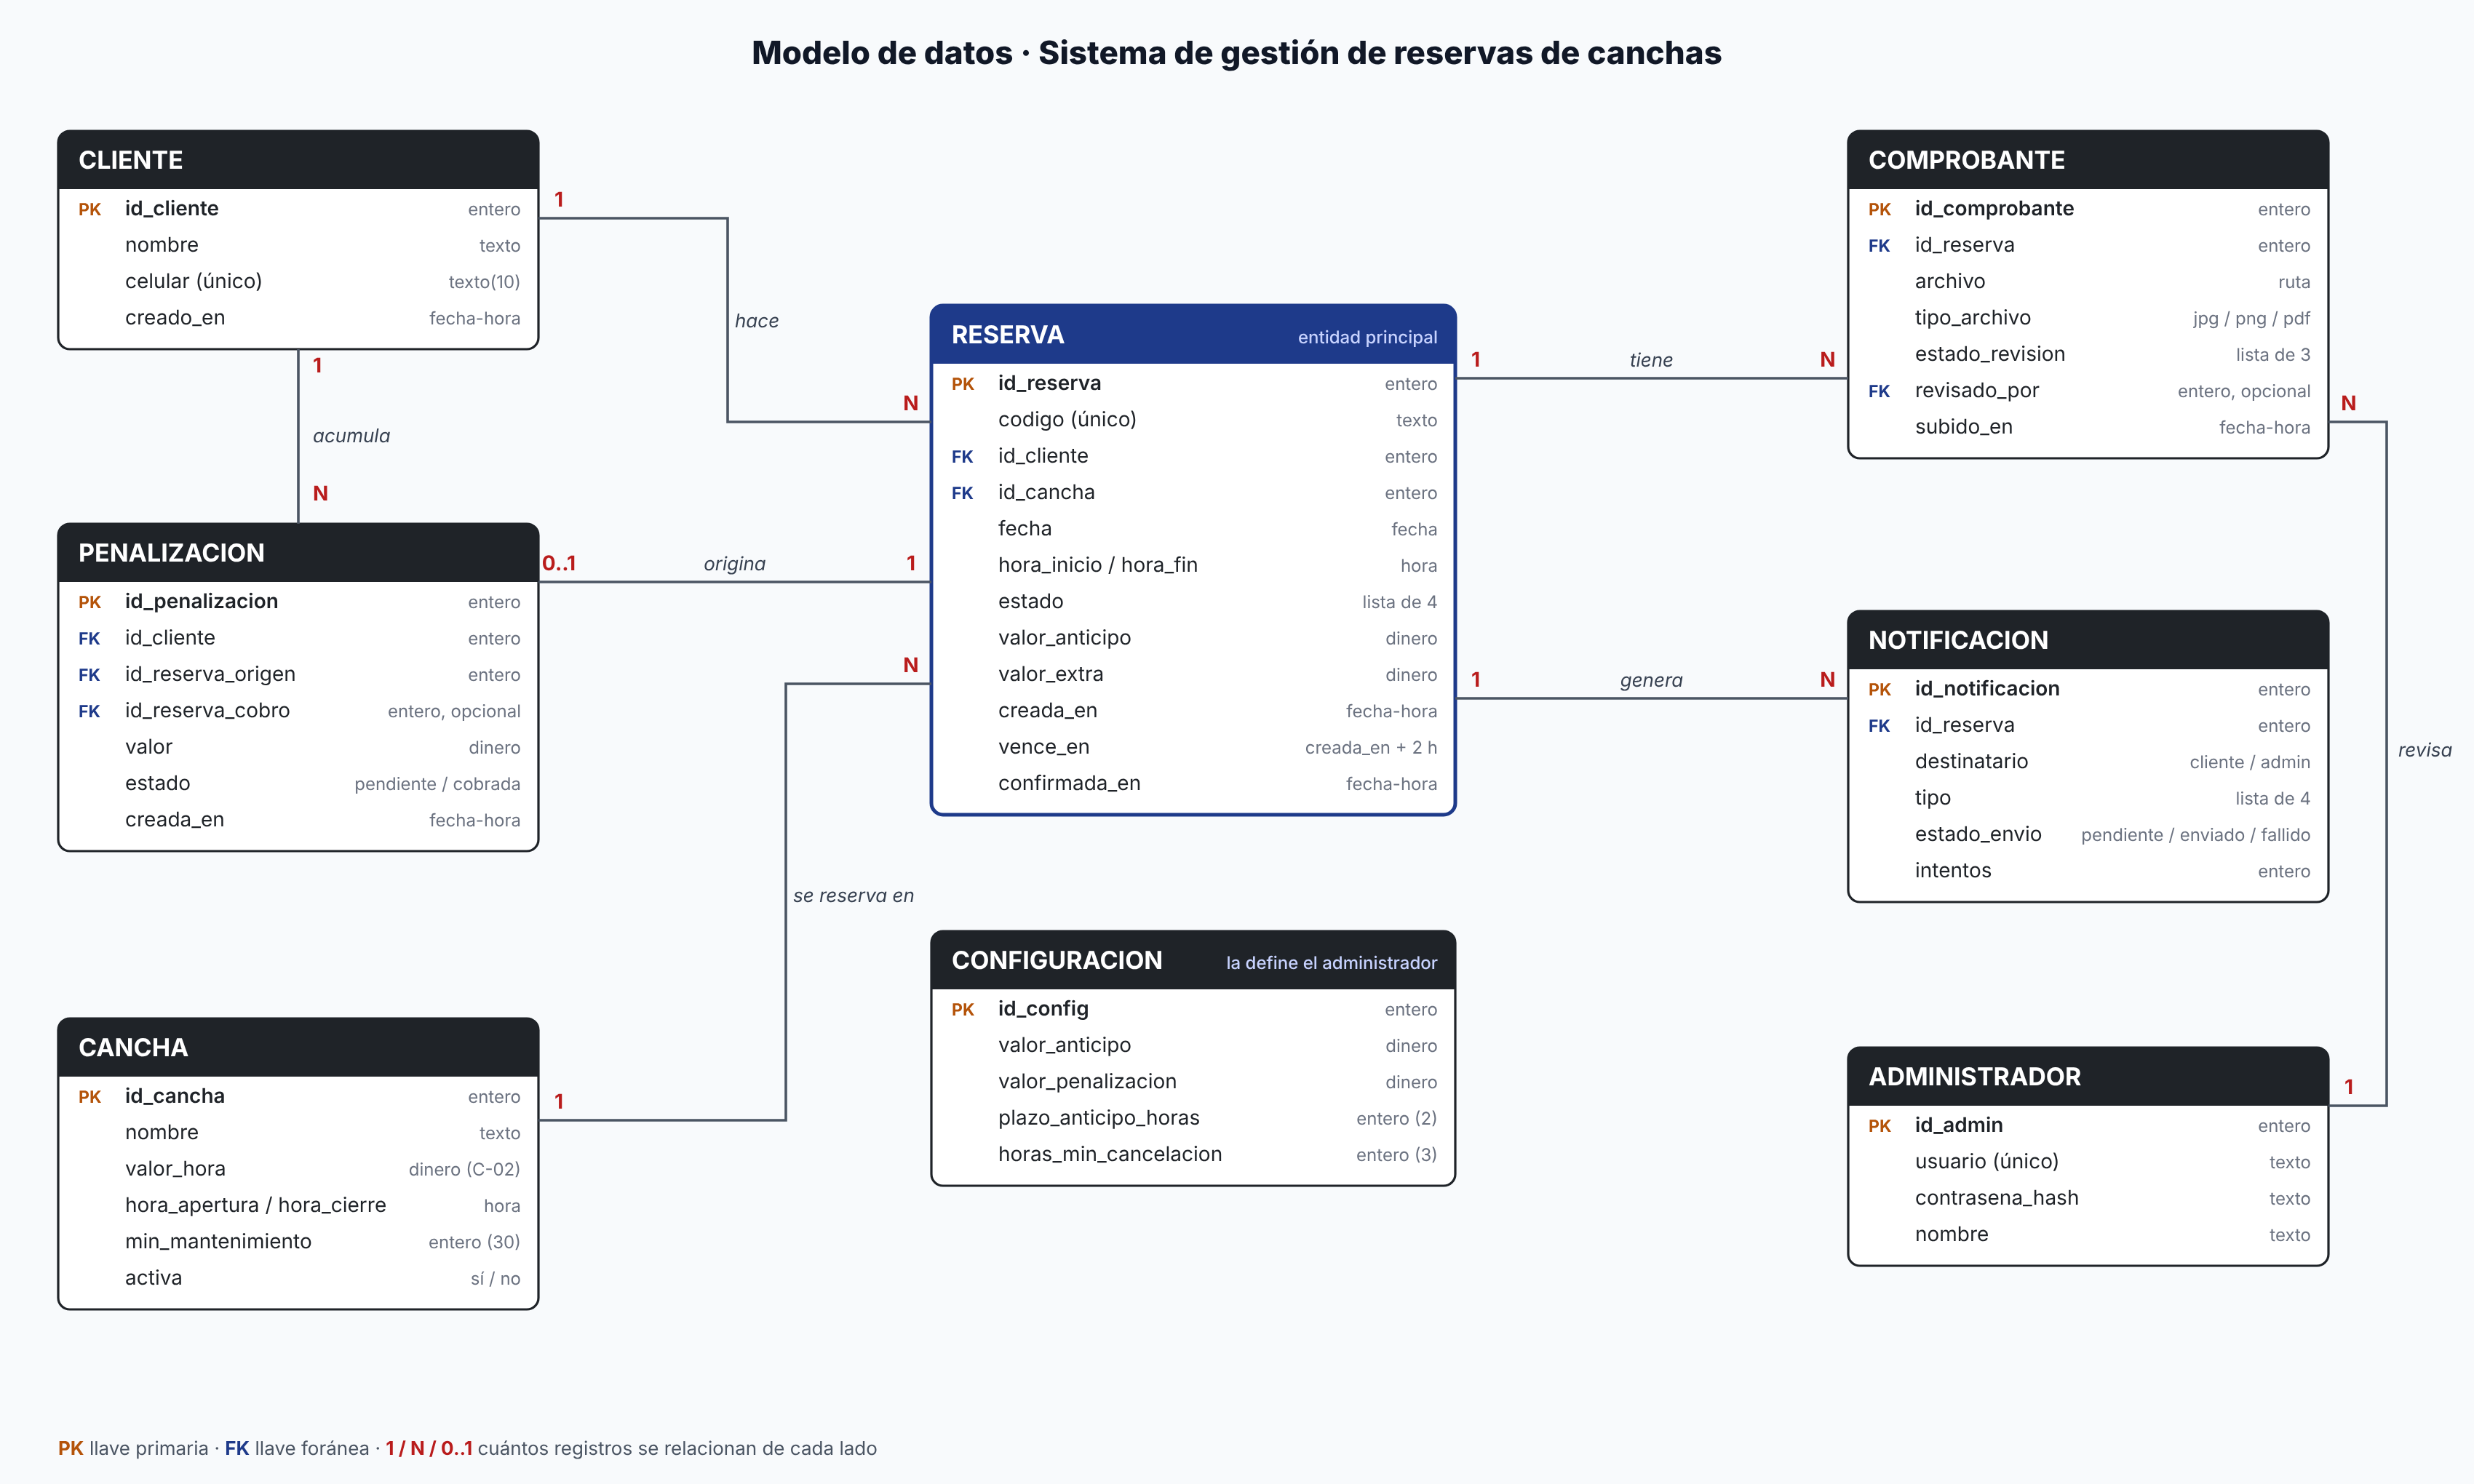 Modelo de datos · Sistema de gestión de reservas de canchas
CLIENTE
PK id_cliente entero
nombre texto
celular (único) texto(10)
creado_en fecha-hora
1
hace
N
1
acumula
N
PENALIZACION
PK id_penalizacion entero
FK id_cliente entero
FK id_reserva_origen entero
FK id_reserva_cobro entero, opcional
valor dinero
estado pendiente / cobrada
creada_en fecha-hora
0..1 origina 1
CANCHA
PK id_cancha entero
nombre texto
valor_hora dinero (C-02)
hora_apertura / hora_cierre hora
min_mantenimiento entero (30)
activa sí / no
1
se reserva en
N
RESERVA entidad principal
PK id_reserva entero
codigo (único) texto
FK id_cliente entero
FK id_cancha entero
fecha fecha
hora_inicio / hora_fin hora
estado lista de 4
valor_anticipo dinero
valor_extra dinero
creada_en fecha-hora
vence_en creada_en + 2 h
confirmada_en fecha-hora
1 tiene N
1 genera N
CONFIGURACION la define el administrador
PK id_config entero
valor_anticipo dinero
valor_penalizacion dinero
plazo_anticipo_horas entero (2)
horas_min_cancelacion entero (3)
COMPROBANTE
PK id_comprobante entero
FK id_reserva entero
archivo ruta
tipo_archivo jpg / png / pdf
estado_revision lista de 3
FK revisado_por entero, opcional
subido_en fecha-hora
N
revisa
1
NOTIFICACION
PK id_notificacion entero
FK id_reserva entero
destinatario cliente / admin
tipo lista de 4
estado_envio pendiente / enviado / fallido
intentos entero
ADMINISTRADOR
PK id_admin entero
usuario (único) texto
contrasena_hash texto
nombre texto
PK llave primaria · FK llave foránea · 1 / N / 0..1 cuántos registros se relacionan de cada lado